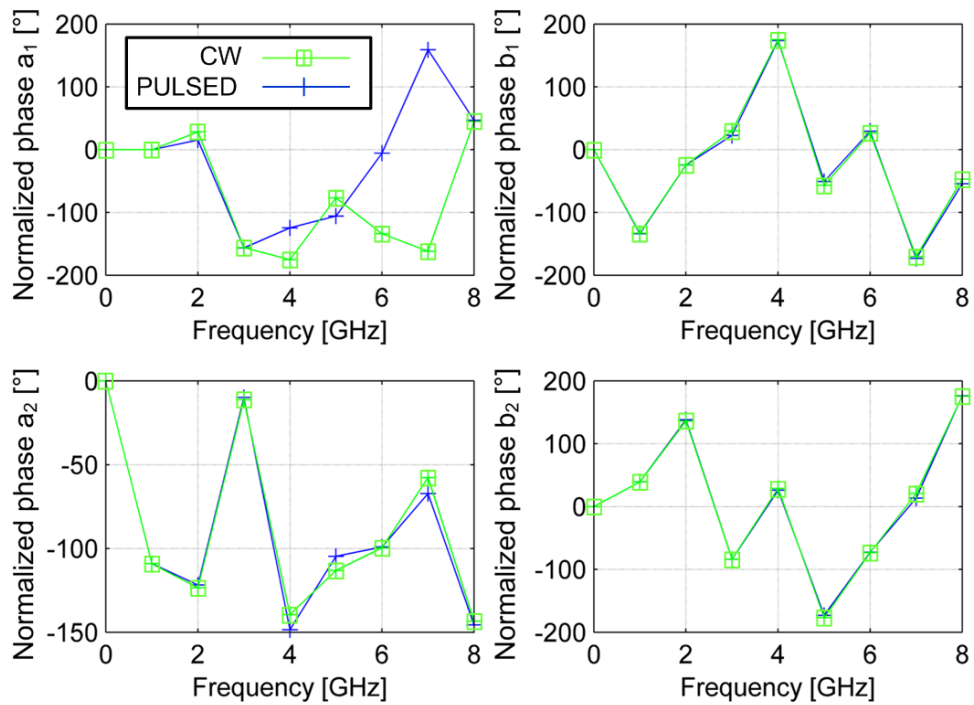 Normalized phase a1 [°]
200
100
0
-100
-200
CW
PULSED
0 2 4 6 8
Frequency [GHz]
Normalized phase b1 [°]
200
100
0
-100
-200
0 2 4 6 8
Frequency [GHz]
Normalized phase a2 [°]
0
-50
-100
-150
0 2 4 6 8
Frequency [GHz]
Normalized phase b2 [°]
200
100
0
-100
-200
0 2 4 6 8
Frequency [GHz]